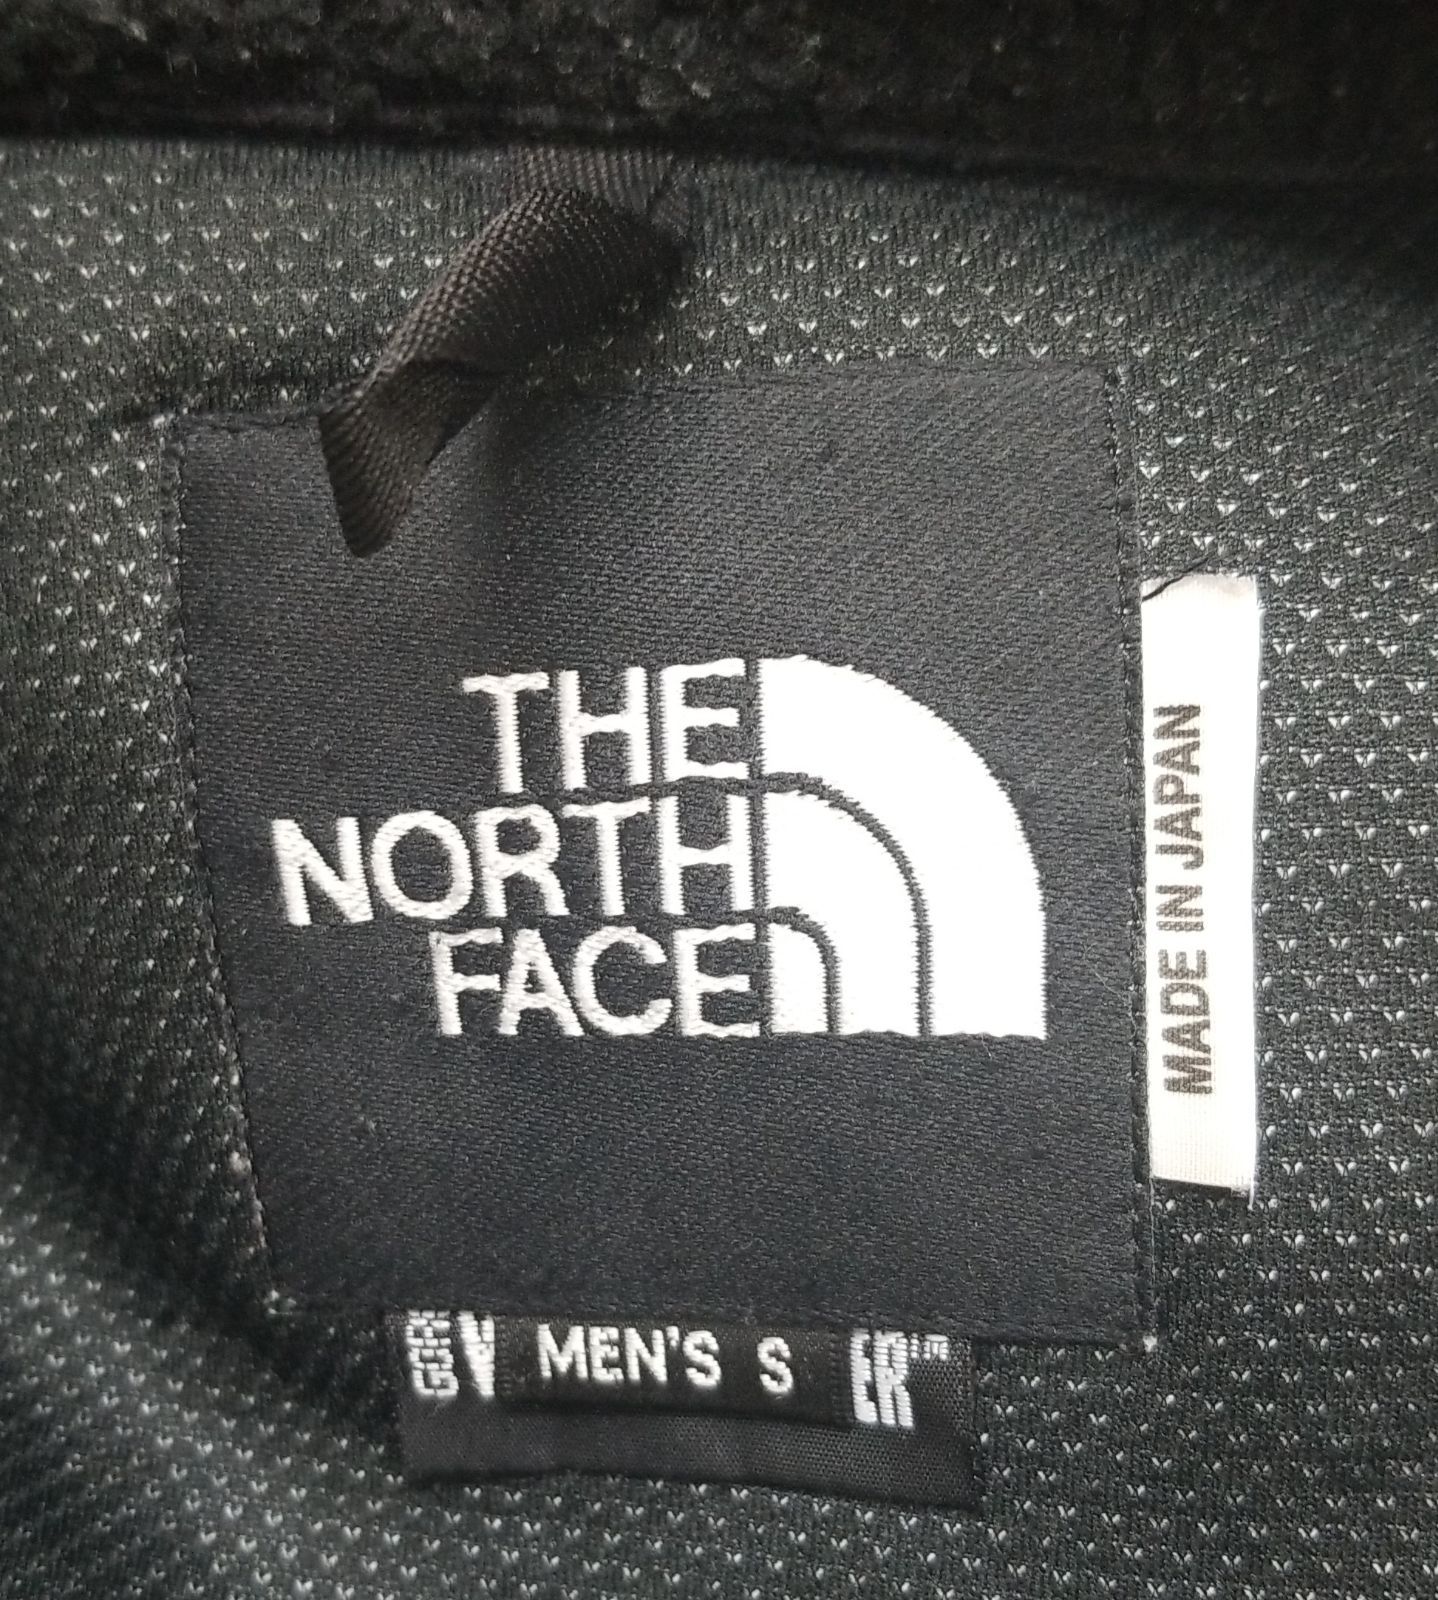 THE
NORTH
FACE
MADE IN JAPAN
MEN'S S